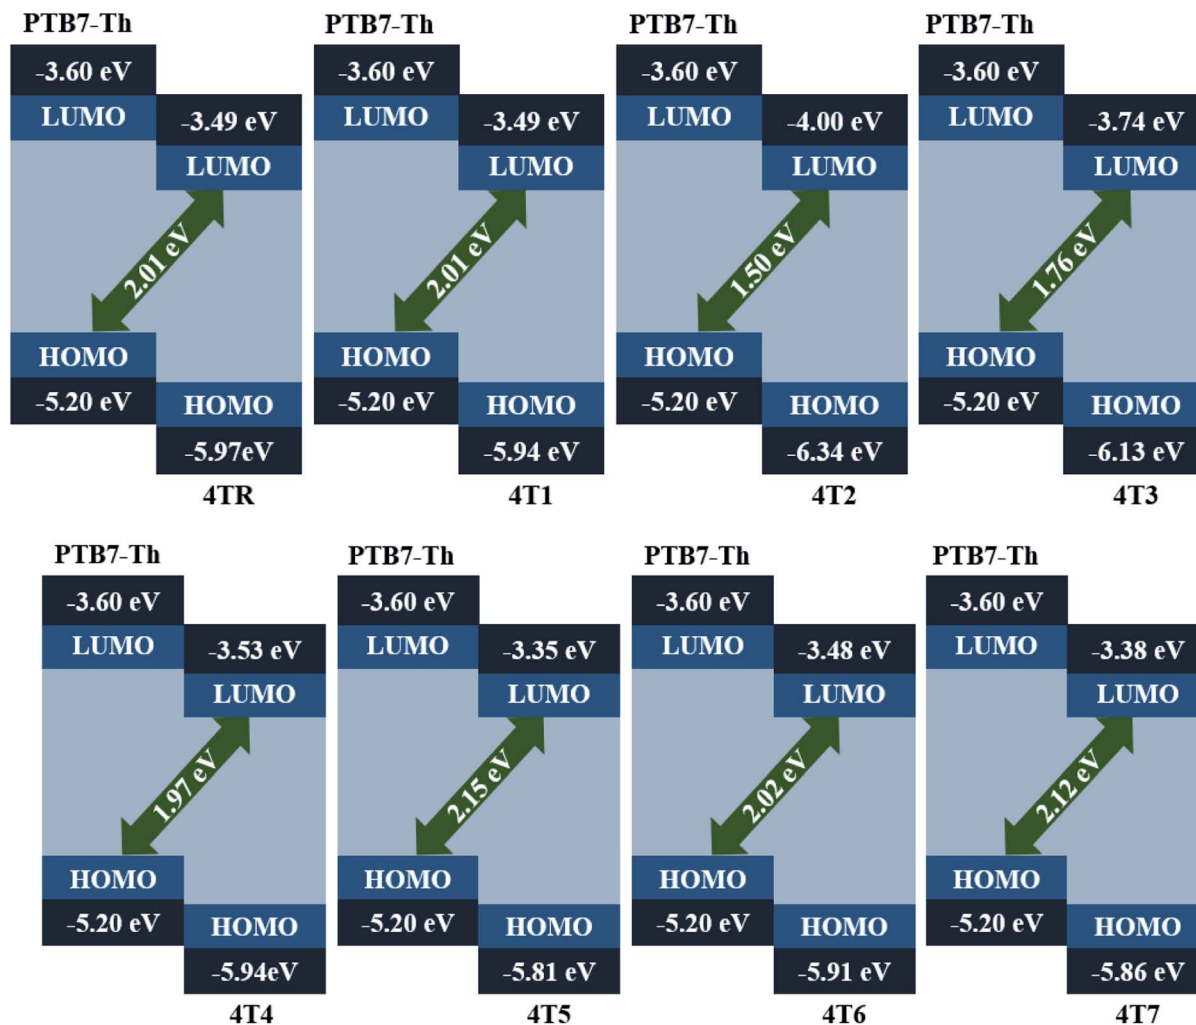 PTB7-Th PTB7-Th PTB7-Th PTB7-Th
-3.60 eV -3.60 eV -3.60 eV -3.60 eV
LUMO -3.49 eV LUMO -3.49 eV LUMO -4.00 eV LUMO -3.74 eV
LUMO LUMO LUMO LUMO
2.01 eV 2.01 eV 1.50 eV 1.76 eV
HOMO HOMO HOMO HOMO
-5.20 eV HOMO -5.20 eV HOMO -5.20 eV HOMO -5.20 eV HOMO
-5.97eV -5.94 eV -6.34 eV -6.13 eV
4TR 4T1 4T2 4T3
PTB7-Th PTB7-Th PTB7-Th PTB7-Th
-3.60 eV -3.60 eV -3.60 eV -3.60 eV
LUMO -3.53 eV LUMO -3.35 eV LUMO -3.48 eV LUMO -3.38 eV
LUMO LUMO LUMO LUMO
1.97 eV 2.15 eV 2.02 eV 2.12 eV
HOMO HOMO HOMO HOMO
-5.20 eV HOMO -5.20 eV HOMO -5.20 eV HOMO -5.20 eV HOMO
-5.94eV -5.81 eV -5.91 eV -5.86 eV
4T4 4T5 4T6 4T7